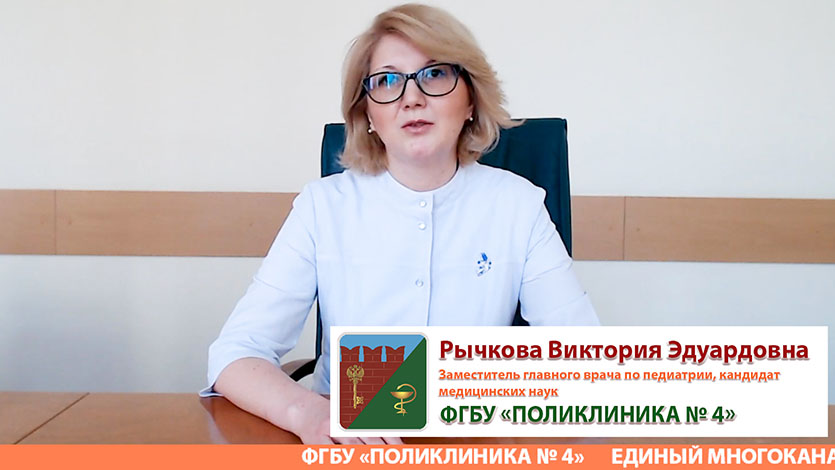 Рычкова Виктория Эдуардовна
Заместитель главного врача по педиатрии, кандидат
медицинских наук
ФГБУ «ПОЛИКЛИНИКА № 4»
ФГБУ «ПОЛИКЛИНИКА № 4» ЕДИНЫЙ МНОГОКАНА